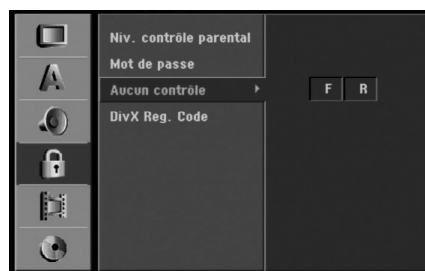 Niv. contrôle parental
Mot de passe
Aucun contrôle
F R
DivX Reg. Code